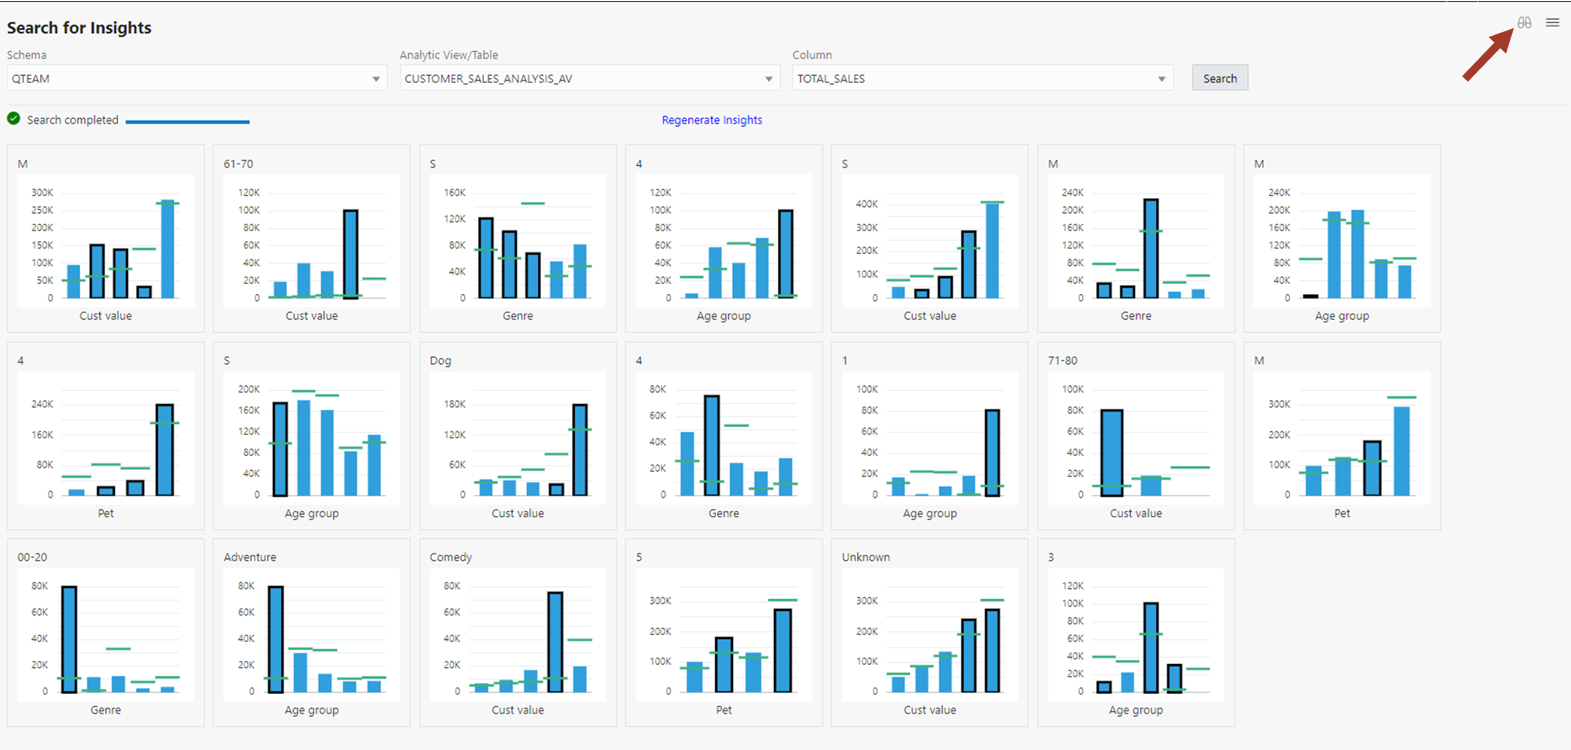 Search for Insights
Schema
Analytic View/Table
Column
QTEAM
CUSTOMER_SALES_ANALYSIS_AV
TOTAL_SALES
Search
Search completed
Regenerate Insights
M
300K
250K
200K
150K
100K
50K
0
Cust value
61-70
120K
100K
80K
60K
40K
20K
0
Cust value
S
160K
120K
80K
40K
0
Genre
4
120K
100K
80K
60K
40K
20K
0
Age group
S
400K
300K
200K
100K
0
Cust value
M
240K
200K
160K
120K
80K
40K
0
Genre
M
240K
200K
160K
120K
80K
40K
0
Age group
4
240K
160K
80K
0
Pet
S
200K
160K
120K
80K
40K
0
Age group
Dog
180K
120K
60K
0
Cust value
4
80K
60K
40K
20K
0
Genre
1
100K
80K
60K
40K
20K
0
Age group
71-80
100K
80K
60K
40K
20K
0
Cust value
M
300K
200K
100K
0
Pet
00-20
80K
60K
40K
20K
0
Genre
Adventure
80K
60K
40K
20K
0
Age group
Comedy
80K
60K
40K
20K
0
Cust value
5
300K
200K
100K
0
Pet
Unknown
300K
200K
100K
0
Cust value
3
120K
100K
80K
60K
40K
20K
0
Age group